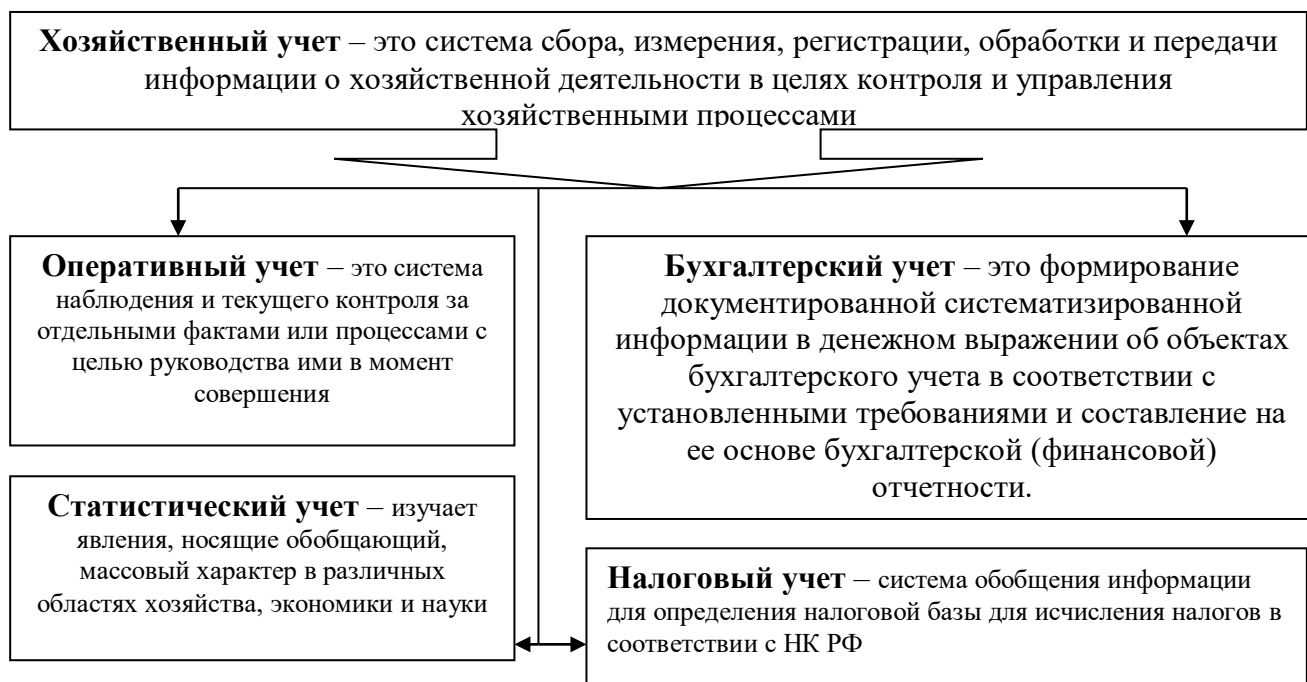 Хозяйственный учет – это система сбора, измерения, регистрации, обработки и передачи
информации о хозяйственной деятельности в целях контроля и управления
хозяйственными процессами
Оперативный учет – это система
наблюдения и текущего контроля за
отдельными фактами или процессами с
целью руководства ими в момент
совершения
Бухгалтерский учет – это формирование
документированной систематизированной
информации в денежном выражении об объектах
бухгалтерского учета в соответствии с
установленными требованиями и составление на
ее основе бухгалтерской (финансовой)
отчетности.
Статистический учет – изучает
явления, носящие обобщающий,
массовый характер в различных
областях хозяйства, экономики и науки
Налоговый учет – система обобщения информации
для определения налоговой базы для исчисления налогов в
соответствии с НК РФ